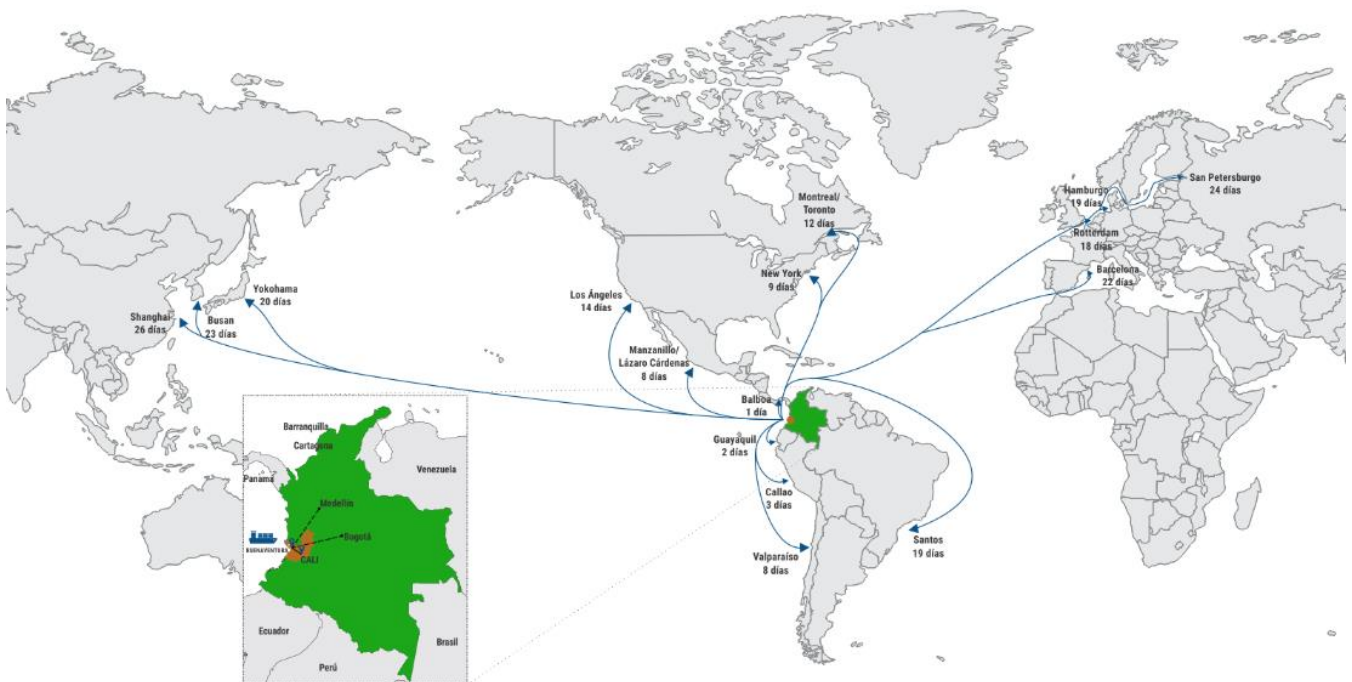 Montreal/
Toronto
12 días
Hamburgo
19 días
San Petersburgo
24 días
Rotterdam
18 días
New York
9 días
Barcelona
22 días
Yokohama
20 días
Los Ángeles
14 días
Shanghai
26 días
Busan
23 días
Manzanillo/
Lázaro Cárdenas
8 días
Balboa
1 día
Guayaquil
2 días
Callao
3 días
Santos
19 días
Valparaíso
8 días
Barranquilla
Cartagena
Venezuela
Panamá
Medellín
Bogotá
BUENAVENTURA
CALI
Ecuador
Brasil
Perú